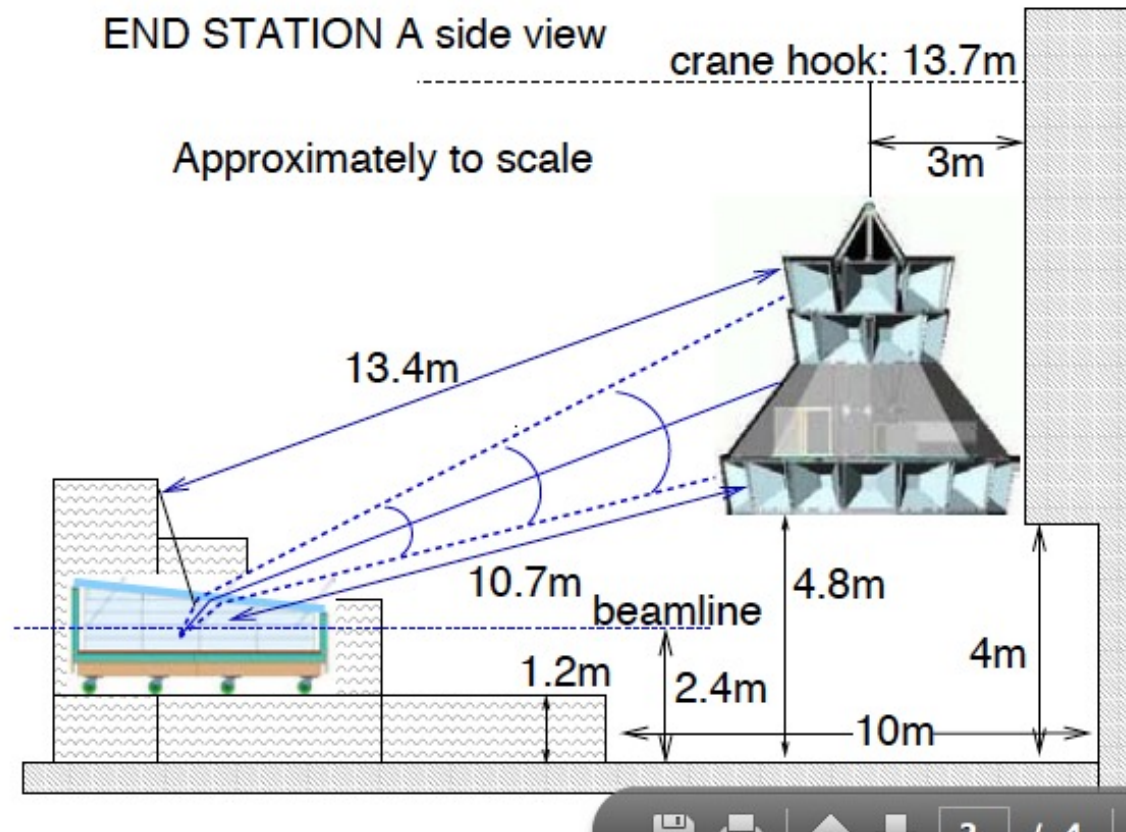 END STATION A side view
crane hook: 13.7m
Approximately to scale
3m
13.4m
10.7m
beamline
4.8m
1.2m
2.4m
4m
10m